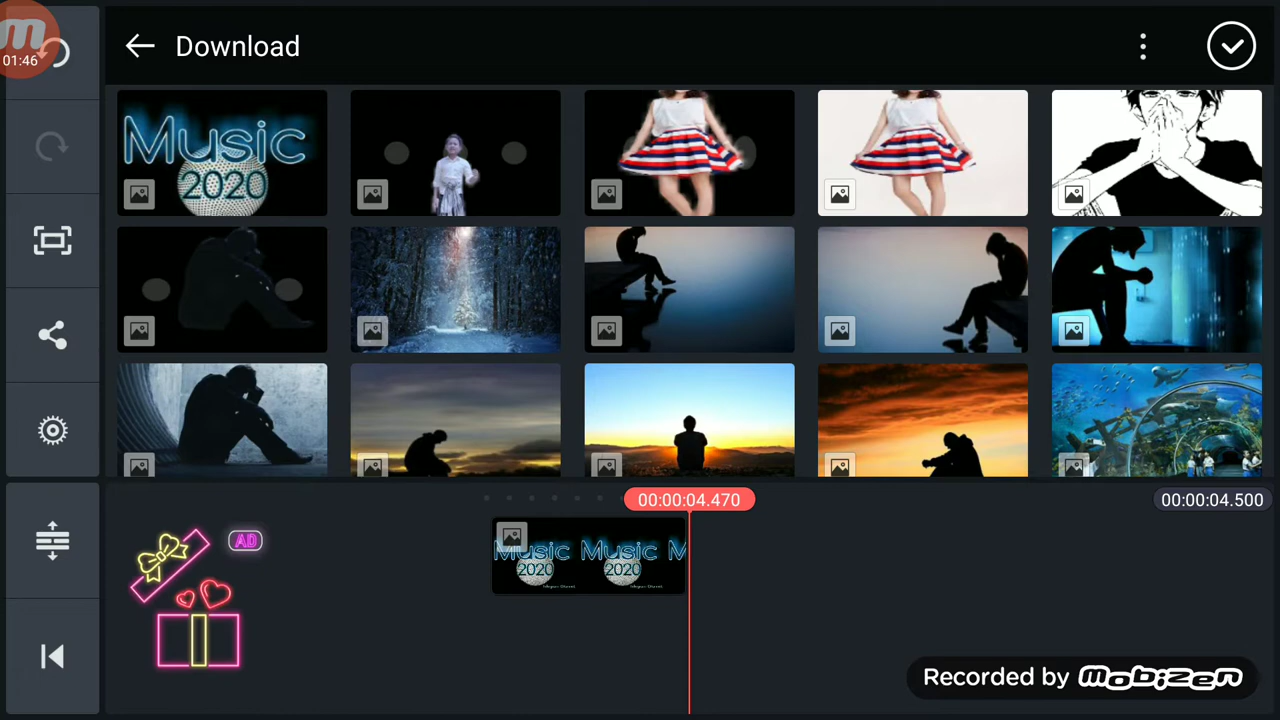 01:46
Download
Music
2020
00:00:04.470
00:00:04.500
AD
Music Music M
2020 2020
Recorded by mobizen